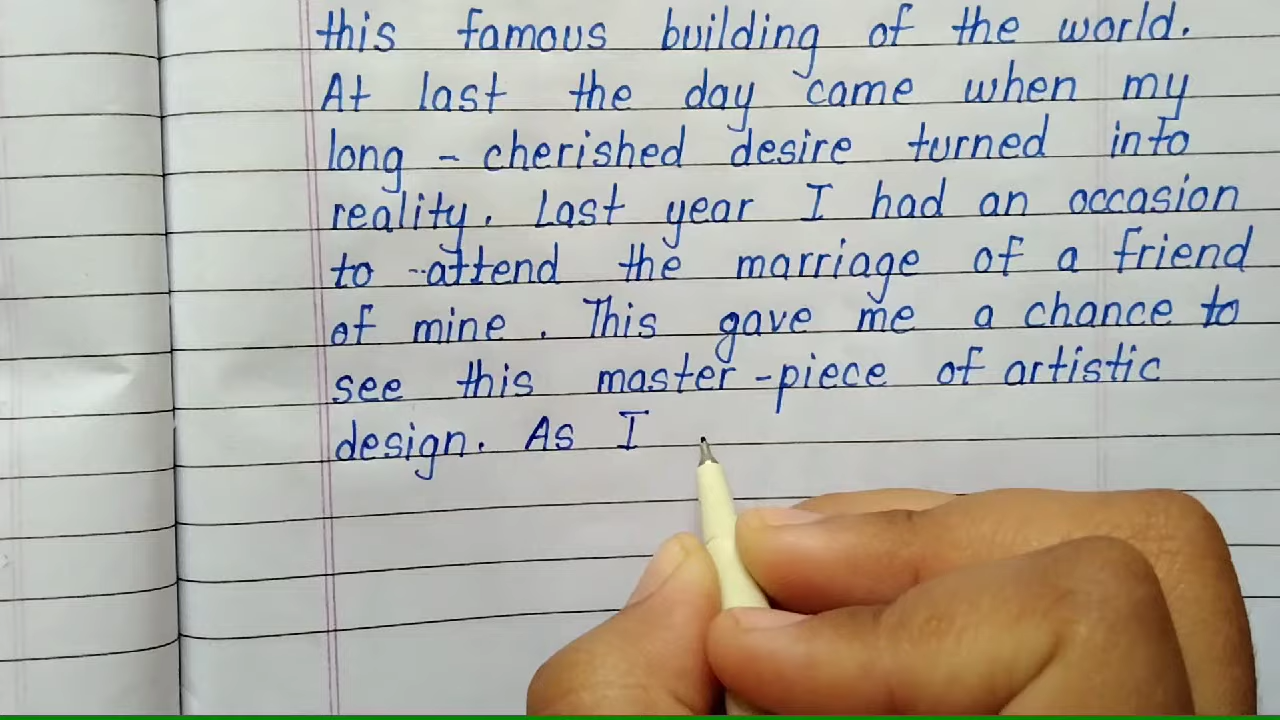 this famous building of the world.
At last the day came when my
long - cherished desire turned into
reality. Last year I had an occasion
to attend the marriage of a friend
of mine. This gave me a chance to
see this master-piece of artistic
design. As I